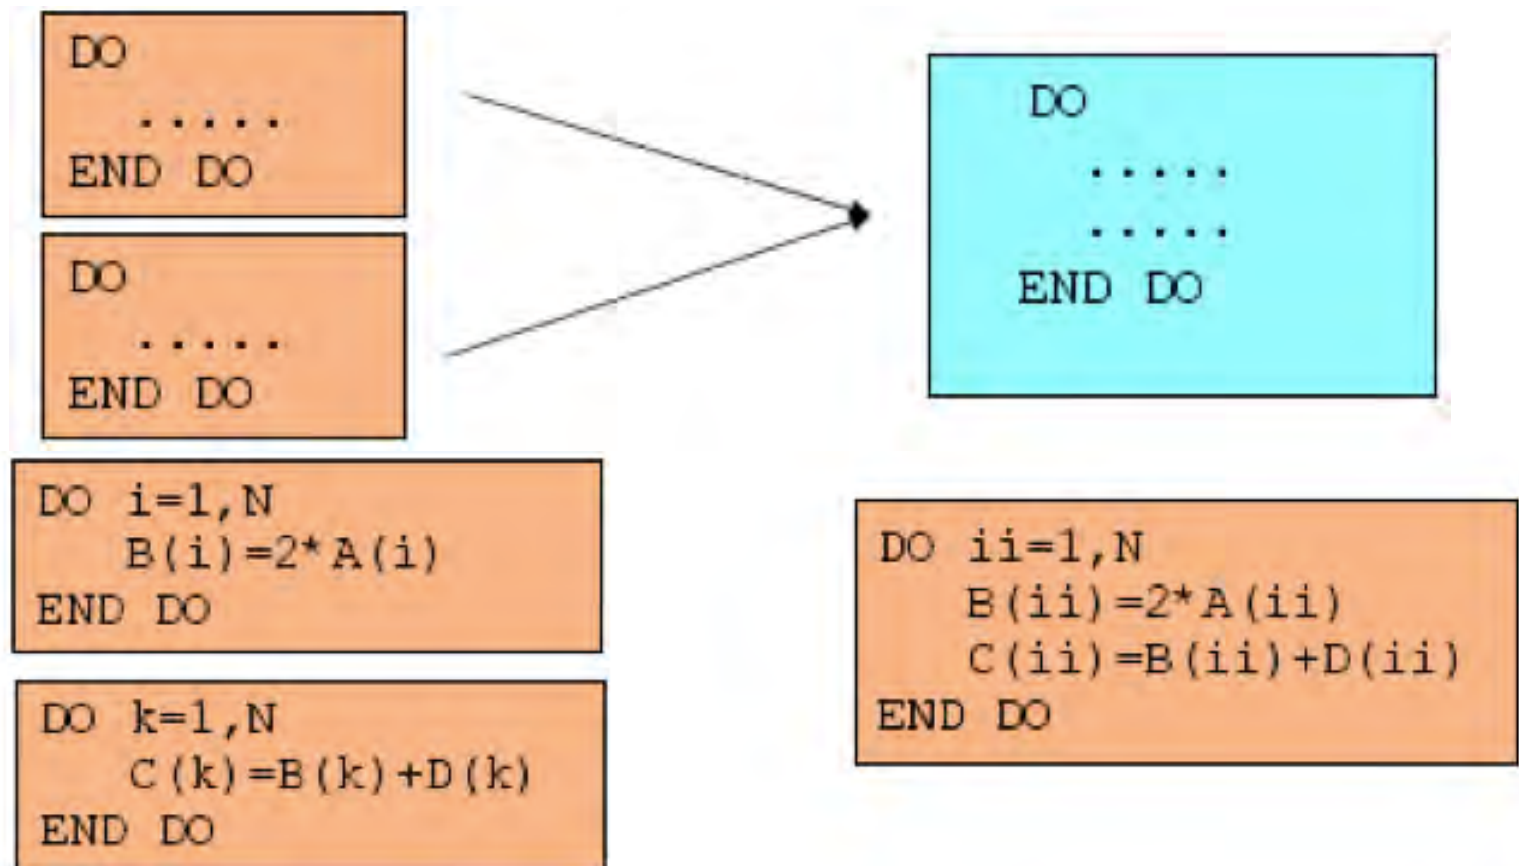 DO
.....
END DO
DO
.....
END DO
DO
.....
.....
END DO
DO i=1,N
B(i)=2*A(i)
END DO
DO k=1,N
C(k)=B(k)+D(k)
END DO
DO ii=1,N
B(ii)=2*A(ii)
C(ii)=B(ii)+D(ii)
END DO